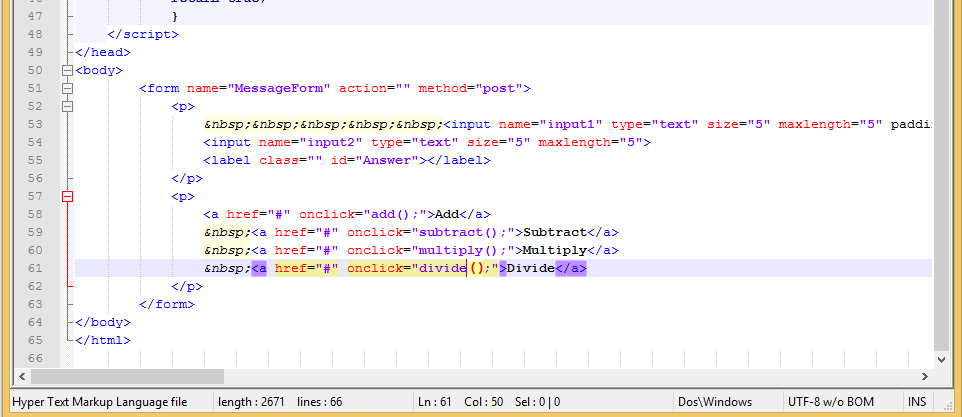 46 return true;
47 }
48 </script>
49 </head>
50 <body>
51 <form name="MessageForm" action="" method="post">
52 <p>
53 &nbsp;&nbsp;&nbsp;&nbsp;&nbsp;<input name="input1" type="text" size="5" maxlength="5" paddi
54 <input name="input2" type="text" size="5" maxlength="5">
55 <label class="" id="Answer"></label>
56 </p>
57 <p>
58 <a href="#" onclick="add();">Add</a>
59 &nbsp;<a href="#" onclick="subtract();">Subtract</a>
60 &nbsp;<a href="#" onclick="multiply();">Multiply</a>
61 &nbsp;<a href="#" onclick="divide();">Divide</a>
62 </p>
63 </form>
64 </body>
65 </html>
66
Hyper Text Markup Language file length : 2671 lines : 66 Ln : 61 Col : 50 Sel : 0 | 0 Dos\Windows UTF-8 w/o BOM INS